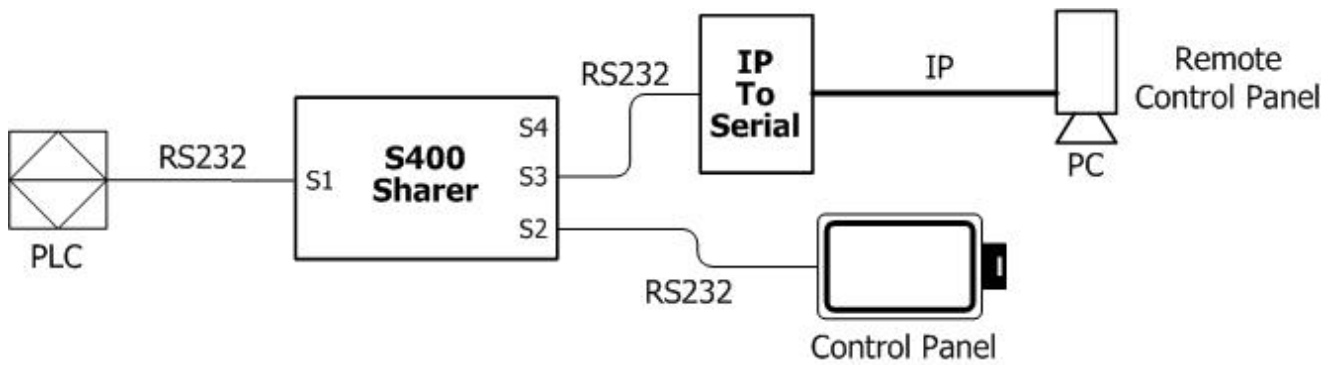 PLC
RS232
S1
S400
Sharer
S4
S3
S2
RS232
IP
To
Serial
IP
PC
Remote
Control Panel
RS232
Control Panel